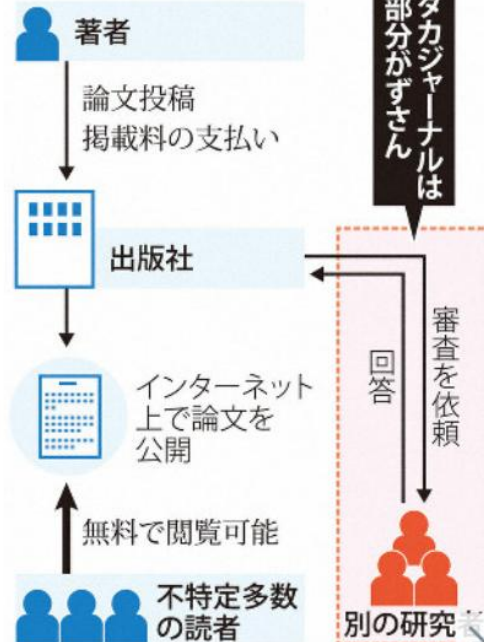 著者
論文投稿
掲載料の支払い
出版社
インターネット
上で論文を
公開
無料で閲覧可能
不特定多数
の読者
タカジャーナルは
部分がずさん
審査を依頼
回答
別の研究者